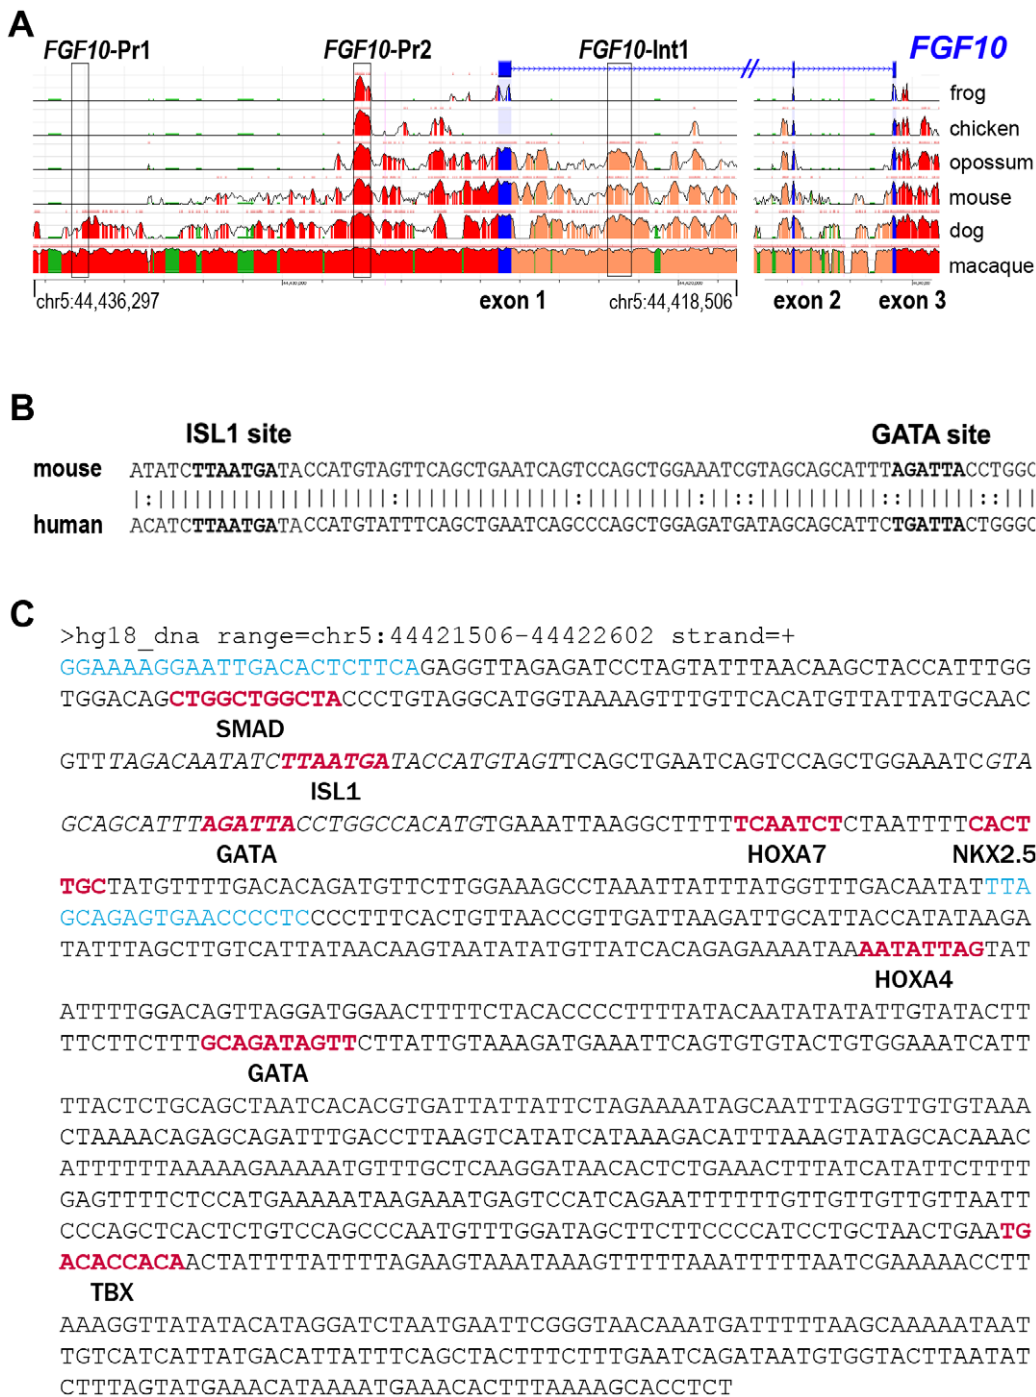 A
FGF10-Pr1 FGF10-Pr2 FGF10-Int1 FGF10
//
frog
chicken
opossum
mouse
dog
macaque
chr5:44,436,297 exon 1 chr5:44,418,506 exon 2 exon 3
B
ISL1 site GATA site
mouse ATATCTTAATGATACCATGTAGTTCAGCTGAATCAGTCCAGCTGGAAATCGTAGCAGCATTTAGATTACCTGGC
human ACATCTTAATGATACCATGTATTTCAGCTGAATCAGCCCAGCTGGAGATGATAGCAGCATTCTGATTACTGGGC
C
>hg18_dna range=chr5:44421506-44422602 strand=+
GGAAAAGGAATTGACACTCTTCAGAGGTTAGAGATCCTAGTATTTAACAAGCTACCATTTGG
TGGACAGCTGGCTGGCTACCCTGTAGGCATGGTAAAAGTTTGTTCACATGTTATTATGCAAC
SMAD
GTTTAGACAATATCTTAATGATACCATGTAGTTCAGCTGAATCAGTCCAGCTGGAAATCGTA
ISL1
GCAGCATTTAGATTACCTGGCCACATGTGAAATTAAGGCTTTTTCAATCTCTAATTTTCACT
GATA HOXA7 NKX2.5
TGCTATGTTTTGACACAGATGTTCTTGGAAAGCCTAAATTATTTATGGTTTGACAATATTTA
GCAGAGTGAACCCCTCCCCTTTCACTGTTAACCGTTGATTAAGATTGCATTACCATATAAGA
TATTTAGCTTGTCATTATAACAAGTAATATATGTTATCACAGAGAAAATAAAATATTAGTAT
HOXA4
ATTTTGGACAGTTAGGATGGAACTTTTCTACACCCCTTTTATACAATATATATTGTATACTT
TTCTTCTTTGCAGATAGTTCTTATTGTAAAGATGAAATTCAGTGTGTACTGTGGAAATCATT
GATA
TTACTCTGCAGCTAATCACACGTGATTATTATTCTAGAAAATAGCAATTTAGGTTGTGTAAA
CTAAAACAGAGCAGATTTGACCTTAAGTCATATCATAAAGACATTTAAAGTATAGCACAAAC
ATTTTTTAAAAAGAAAAATGTTTGCTCAAGGATAACACTCTGAAACTTTATCATATTCTTTT
GAGTTTTCTCCATGAAAAATAAGAAATGAGTCCATCAGAATTTTTTGTTGTTGTTGTTAATT
CCCAGCTCACTCTGTCCAGCCCAATGTTTGGATAGCTTCTTCCCCATCCTGCTAACTGAATG
ACACCACAAACTATTTTATTTTAGAAGTAAATAAAGTTTTTAAATTTTTAATCGAAAAACCTT
TBX
AAAGGTTATATACATAGGATCTAATGAATTCGGGTAACAAATGATTTTTAAGCAAAAATAAT
TGTCATCATTATGACATTATTTCAGCTACTTTCTTTGAATCAGATAATGTGGTACTTAATAT
CTTTAGTATGAAACATAAAATGAAACACTTTAAAAGCACCTCT